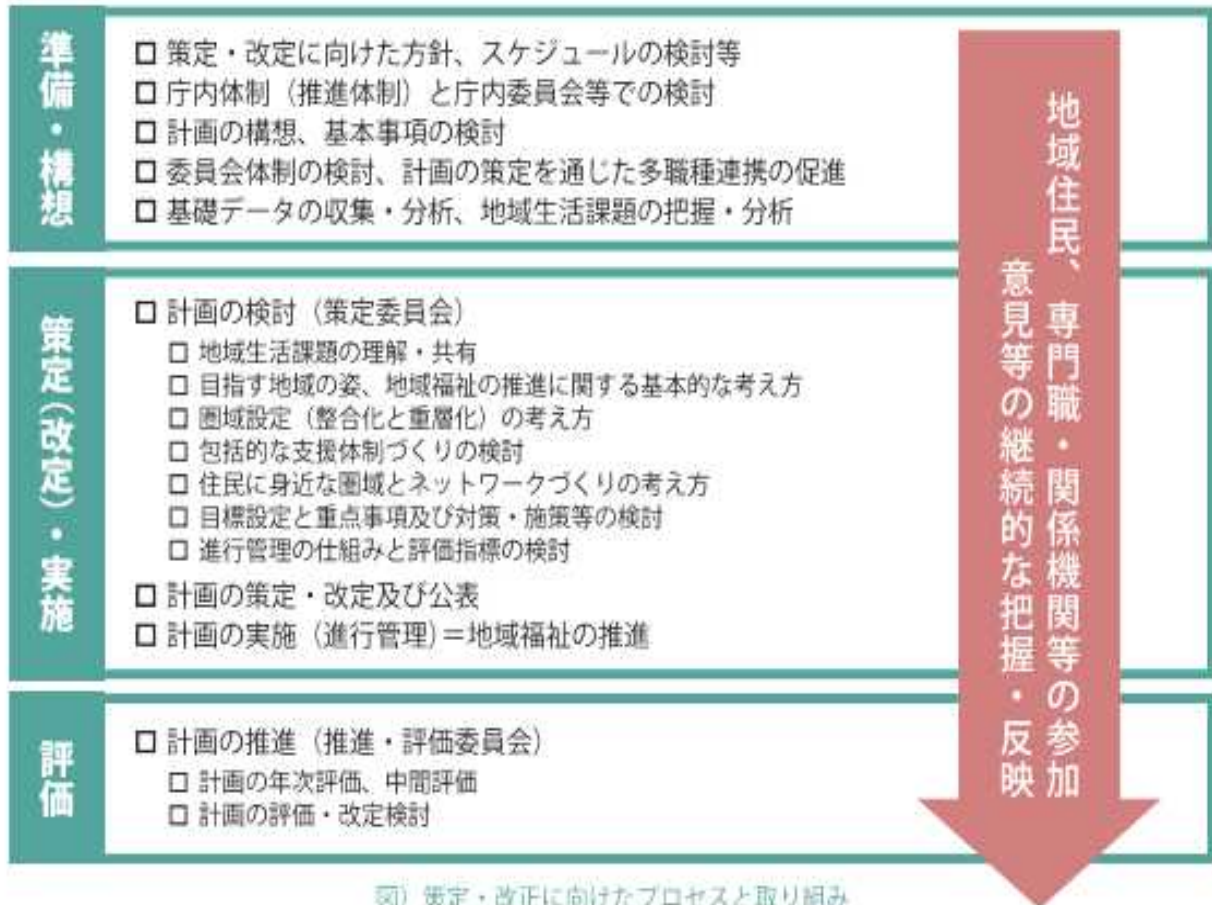 準備・構想
□ 策定・改定に向けた方針、スケジュールの検討等
□ 庁内体制（推進体制）と庁内委員会等での検討
□ 計画の構想、基本事項の検討
□ 委員会体制の検討、計画の策定を通じた多職種連携の促進
□ 基礎データの収集・分析、地域生活課題の把握・分析
策定（改定）・実施
□ 計画の検討（策定委員会）
□ 地域生活課題の理解・共有
□ 目指す地域の姿、地域福祉の推進に関する基本的な考え方
□ 圏域設定（整合化と重層化）の考え方
□ 包括的な支援体制づくりの検討
□ 住民に身近な圏域とネットワークづくりの考え方
□ 目標設定と重点事項及び対策・施策等の検討
□ 進行管理の仕組みと評価指標の検討
□ 計画の策定・改定及び公表
□ 計画の実施（進行管理）＝地域福祉の推進
評価
□ 計画の推進（推進・評価委員会）
□ 計画の年次評価、中間評価
□ 計画の評価・改定検討
地域住民、専門職・関係機関等の参加
意見等の継続的な把握・反映
図）策定・改正に向けたプロセスと取り組み